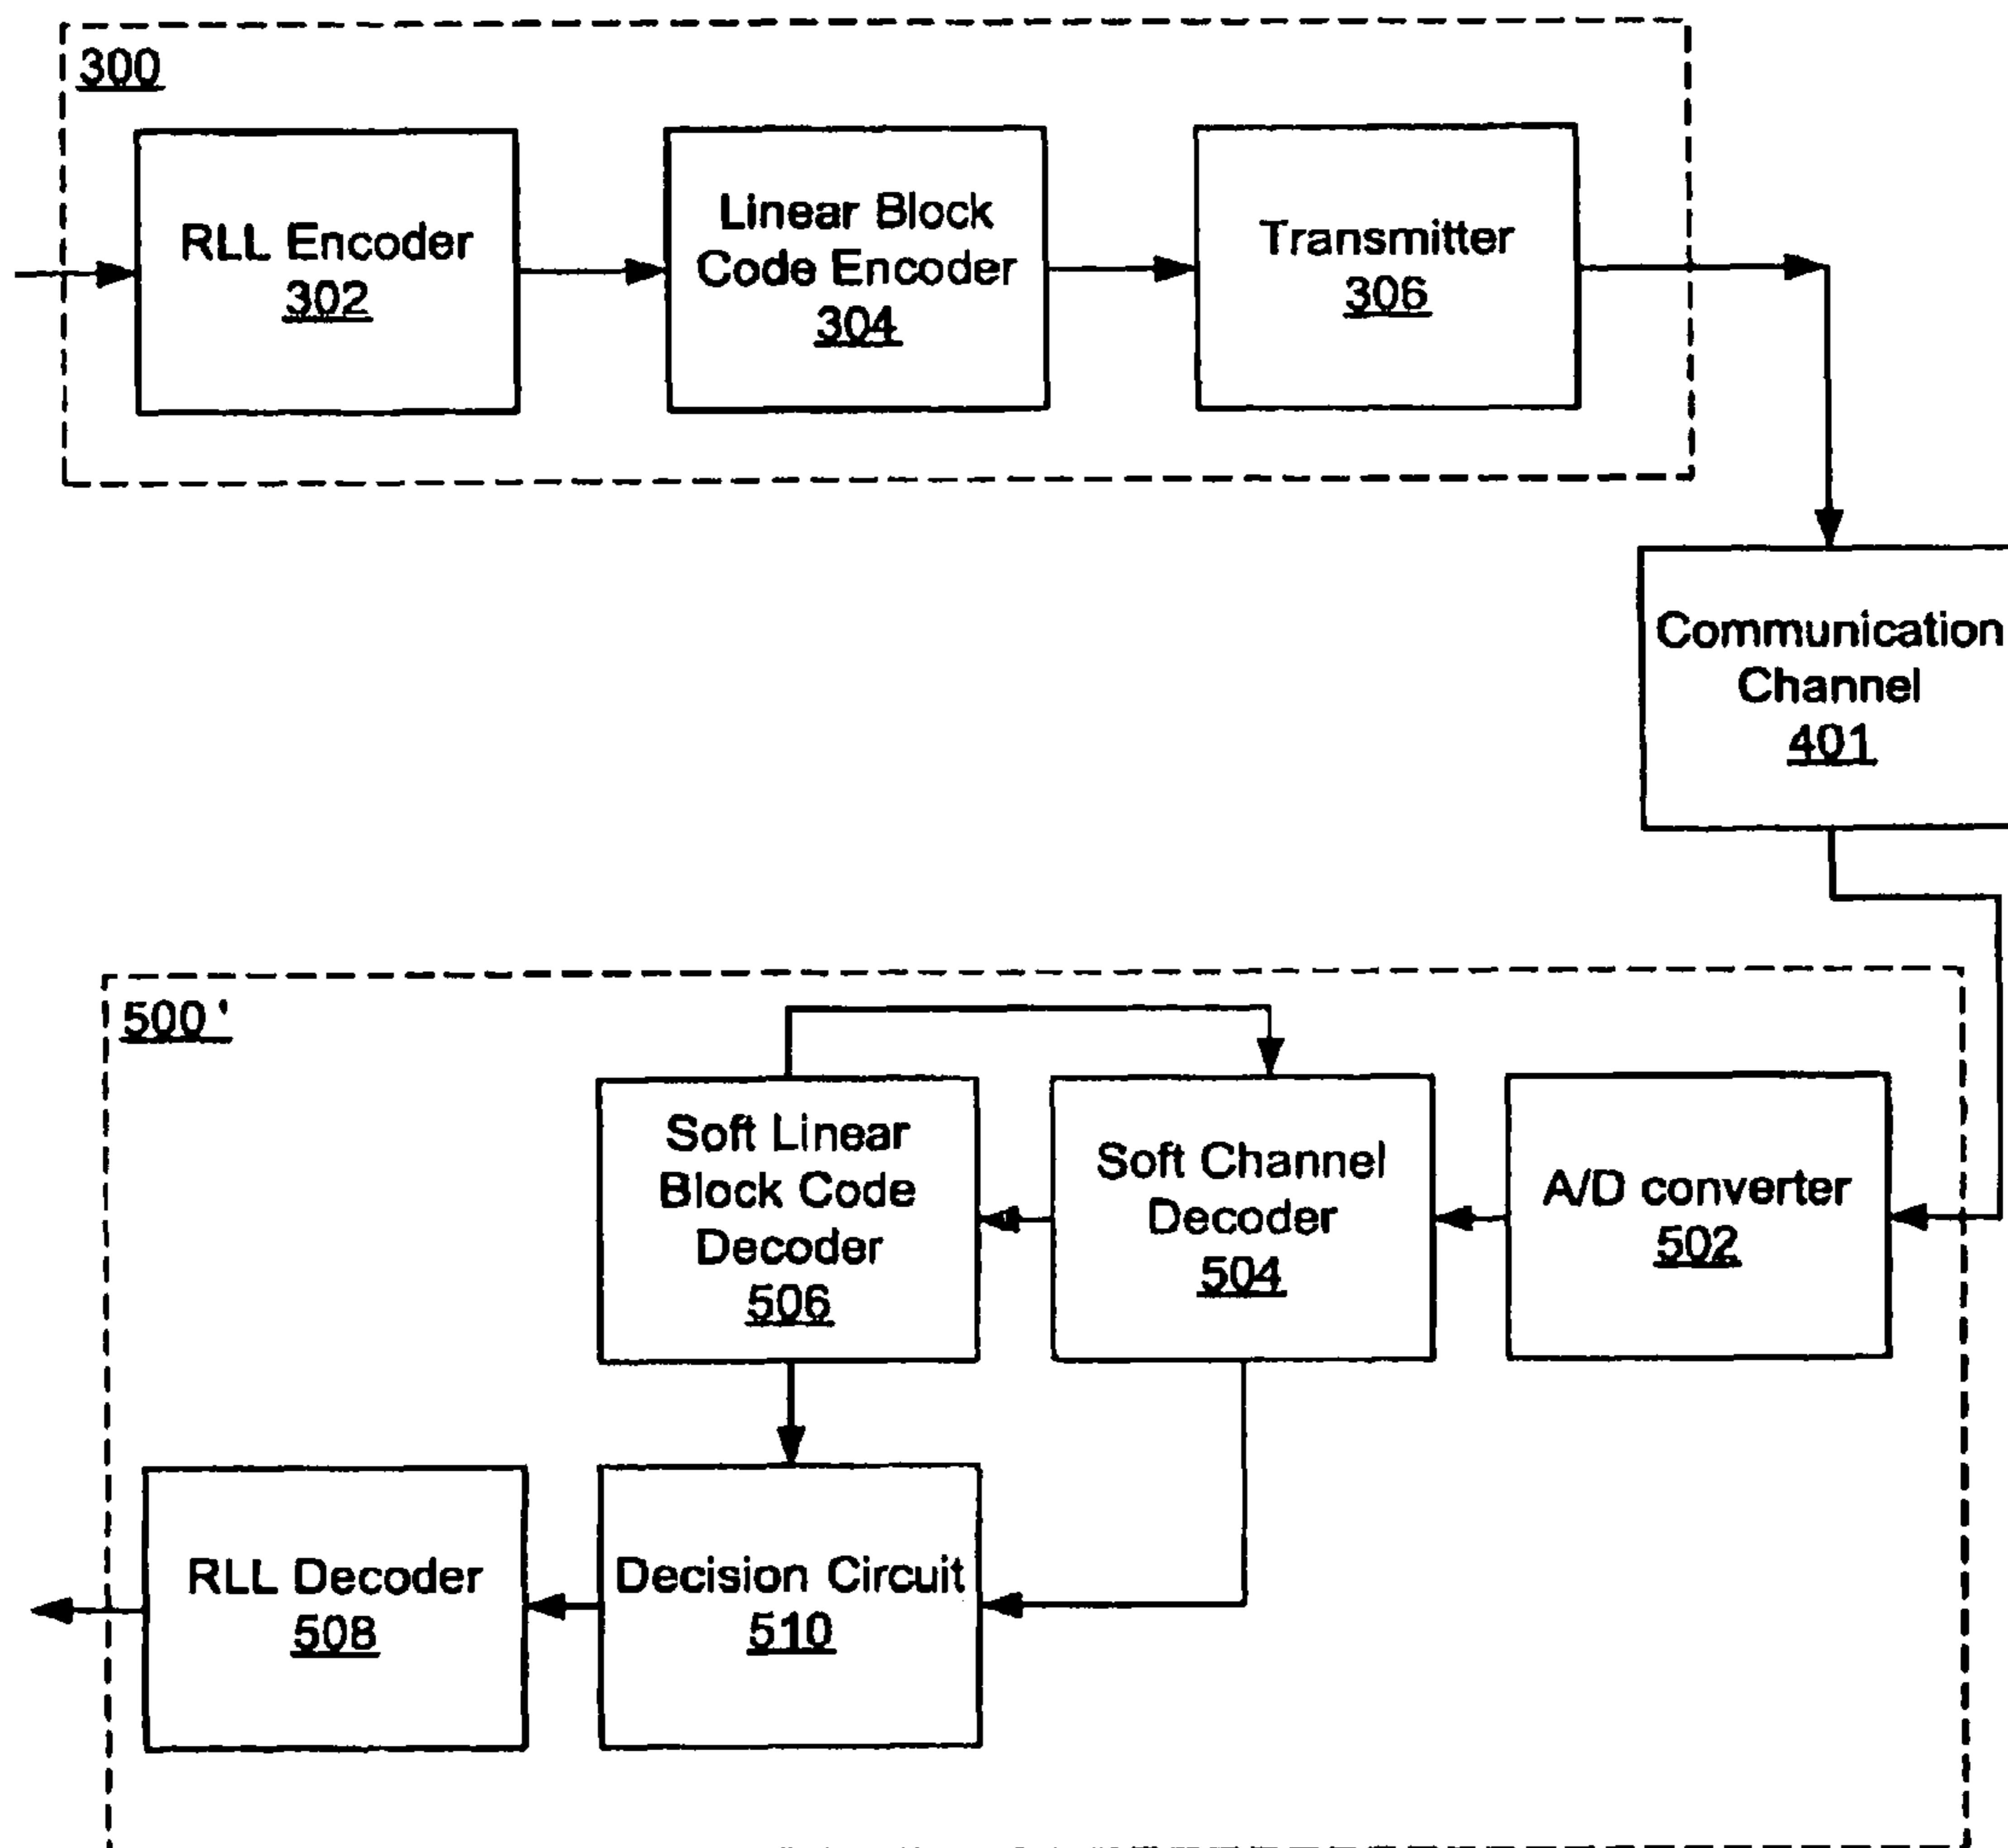 300
RLL Encoder
302
Linear Block
Code Encoder
304
Transmitter
306
Communication
Channel
401
500'
Soft Linear
Block Code
Decoder
506
Soft Channel
Decoder
504
A/D converter
502
RLL Decoder
508
Decision Circuit
510